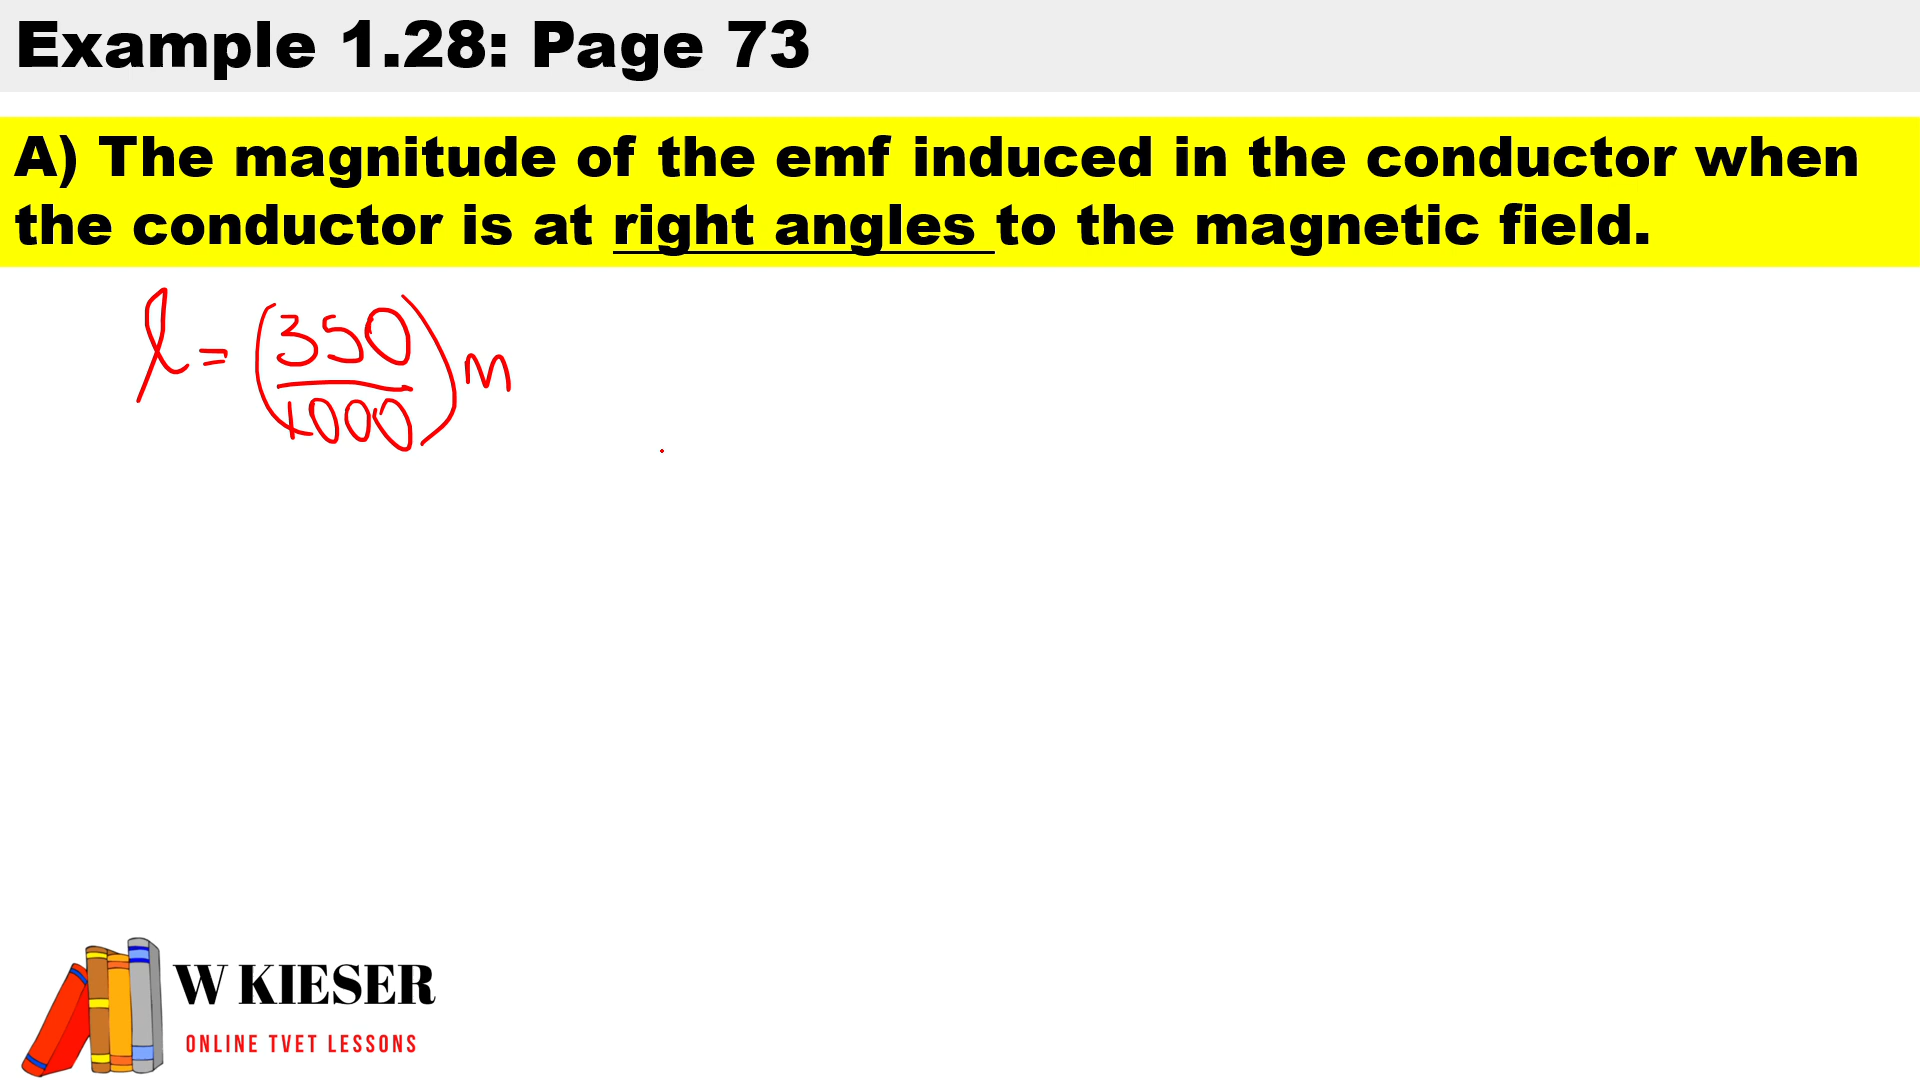 Example 1.28: Page 73
A) The magnitude of the emf induced in the conductor when
the conductor is at right angles to the magnetic field.
l = (350/1000) m
W KIESER
ONLINE TVET LESSONS